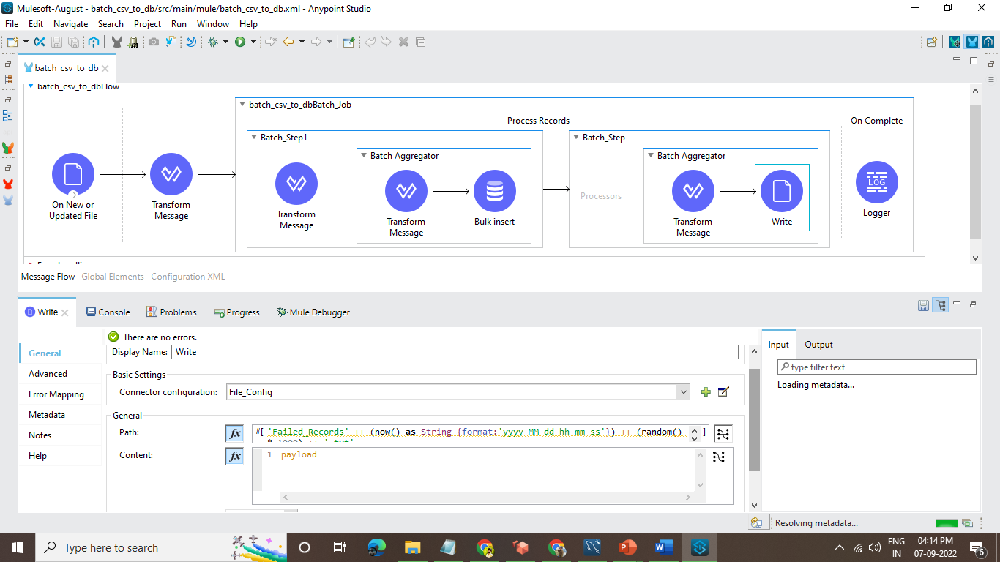 Mulesoft-August - batch_csv_to_db/src/main/mule/batch_csv_to_db.xml - Anypoint Studio
File Edit Navigate Search Project Run Window Help
batch_csv_to_db
batch_csv_to_dbFlow
batch_csv_to_dbBatch_Job
Process Records
On Complete
Batch_Step1
Batch_Step
Batch Aggregator
Batch Aggregator
On New or
Updated File
Transform
Message
Transform
Message
Transform
Message
Bulk insert
Processors
Transform
Message
Write
LOG
Logger
Message Flow Global Elements Configuration XML
Write Console Problems Progress Mule Debugger
There are no errors.
General
Advanced
Error Mapping
Metadata
Notes
Help
Display Name: Write
Basic Settings
Connector configuration: File_Config
General
Path: fx #[ 'Failed_Records' ++ (now() as String {format:'yyyy-MM-dd-hh-mm-ss'}) ++ (random() ]
Content: fx 1 payload
Input Output
type filter text
Loading metadata...
Resolving metadata...
Type here to search
ENG
IN
04:14 PM
07-09-2022
6